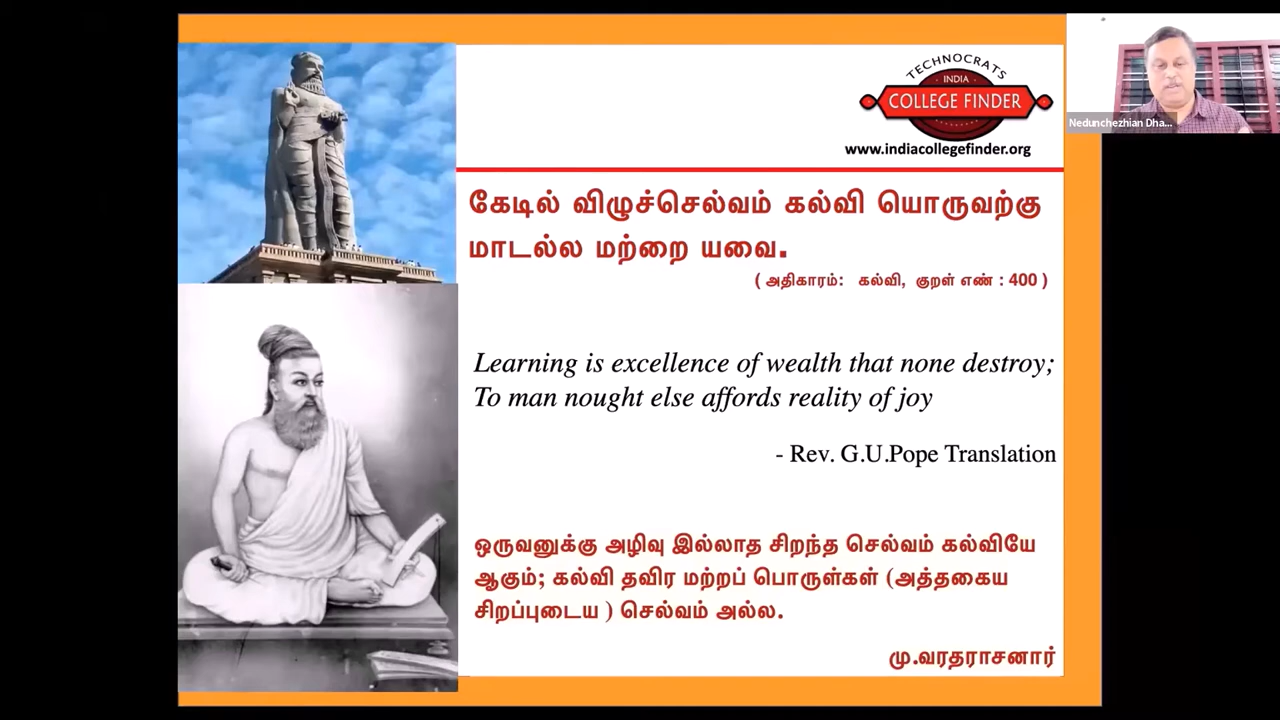 TECHNOCRATS
INDIA
COLLEGE FINDER
www.indiacollegefinder.org
Nedunchezhian Dha...
கேடில் விழுச்செல்வம் கல்வி யொருவற்கு
மாடல்ல மற்றை யவை.
( அதிகாரம்: கல்வி, குறள் எண் : 400 )
Learning is excellence of wealth that none destroy;
To man nought else affords reality of joy
- Rev. G.U.Pope Translation
ஒருவனுக்கு அழிவு இல்லாத சிறந்த செல்வம் கல்வியே
ஆகும்; கல்வி தவிர மற்றப் பொருள்கள் (அத்தகைய
சிறப்புடைய ) செல்வம் அல்ல.
மு.வரதராசனார்